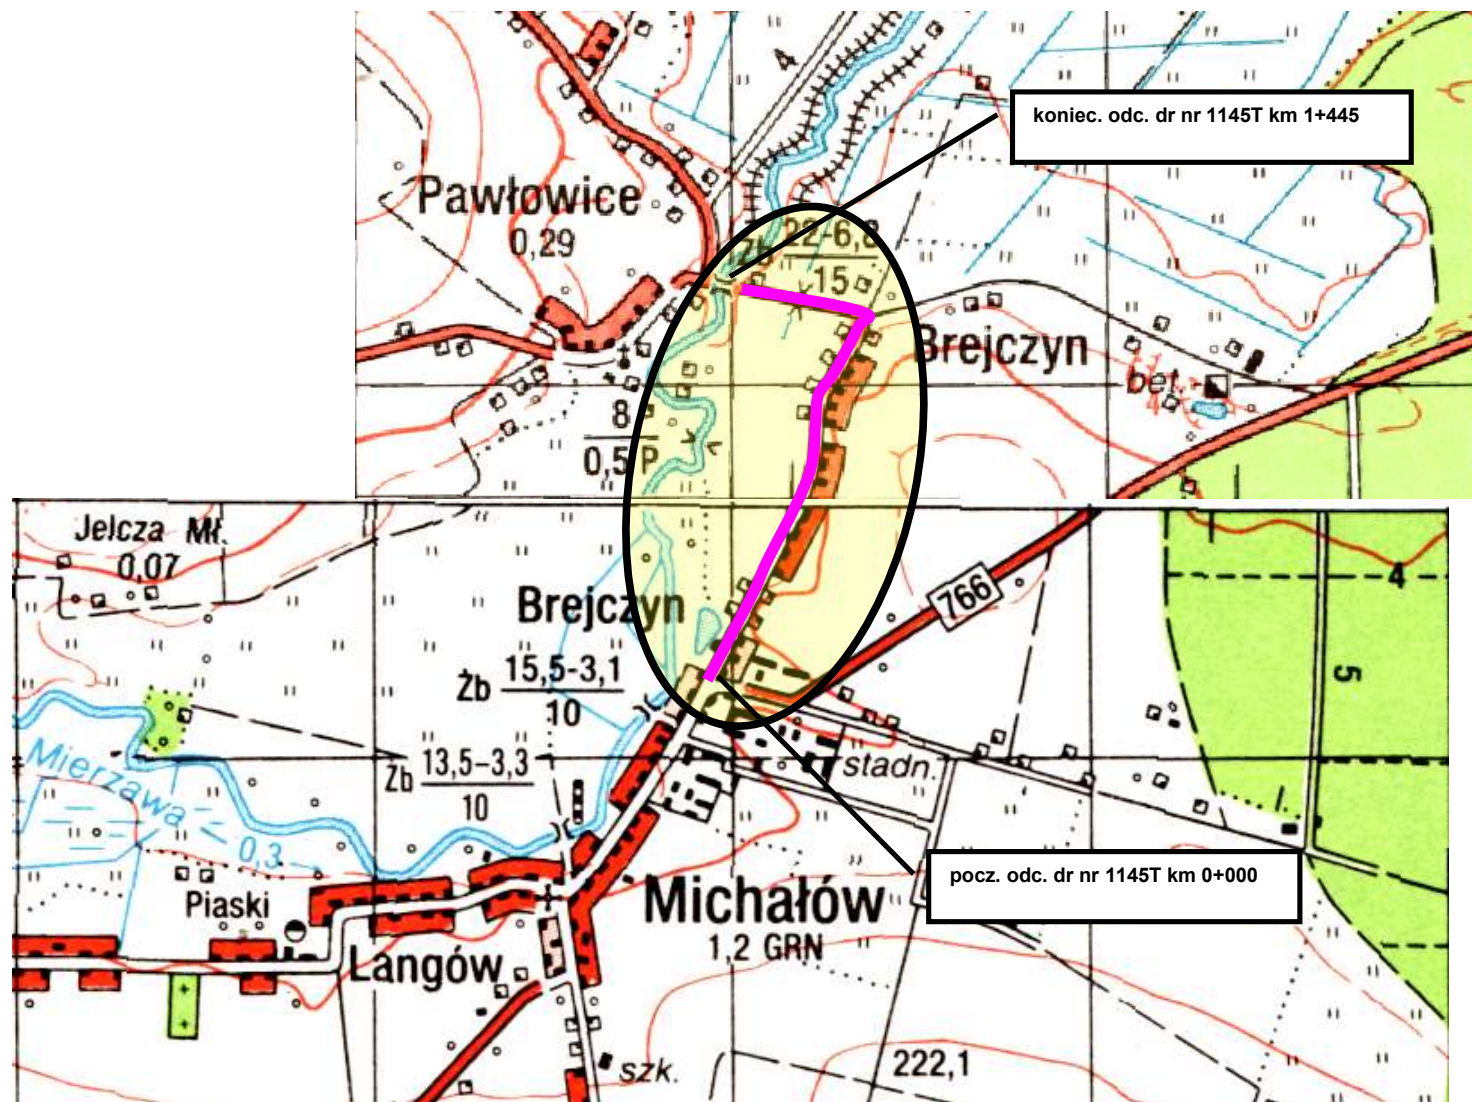 4
koniec. odc. dr nr 1145T km 1+445
Pawłowice
0,29
Żb 22-6,8
15
Brejczyn
bet.
8
0,5 P
Jelcza Mł.
0,07
Brejczyn
766
4
5
Żb 15,5-3,1
10
Żb 13,5-3,3
10
Mierzawa
0,3
stadn.
pocz. odc. dr nr 1145T km 0+000
Piaski
Michałów
1,2 GRN
Langów
szk.
222,1